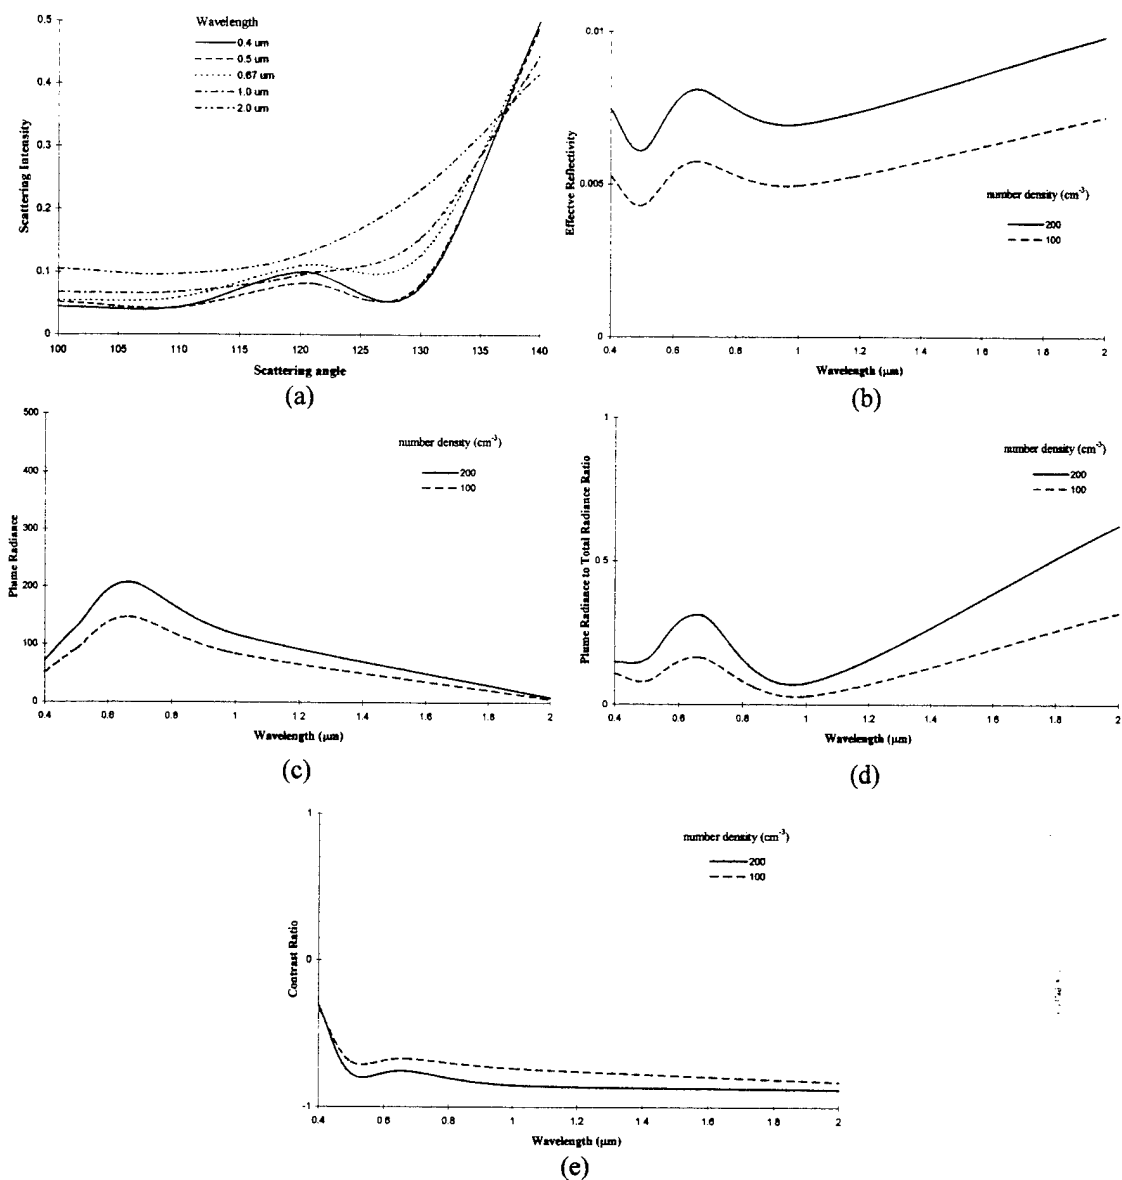 Wavelength
0.4 um
0.5 um
0.67 um
1.0 um
2.0 um
Scattering Intensity
0.5
0.4
0.3
0.2
0.1
0
100 105 110 115 120 125 130 135 140
Scattering angle
(a)
Effectve Reflectivity
0.01
0.005
0
number density (cm-3)
200
100
0.4 0.6 0.8 1 1.2 1.4 1.6 1.8 2
Wavelength (μm)
(b)
Plume Radiance
500
400
300
200
100
0
number density (cm-3)
200
100
0.4 0.6 0.8 1 1.2 1.4 1.6 1.8 2
Wavelength (μm)
(c)
Plume Radiance to Total Radiance Ratio
1
0.5
0
number density (cm-3)
200
100
0.4 0.6 0.8 1 1.2 1.4 1.6 1.8 2
Wavelength (μm)
(d)
Contrast Ratio
1
0
-1
number density (cm-3)
200
100
0.4 0.6 0.8 1 1.2 1.4 1.6 1.8 2
Wavelength (μm)
(e)